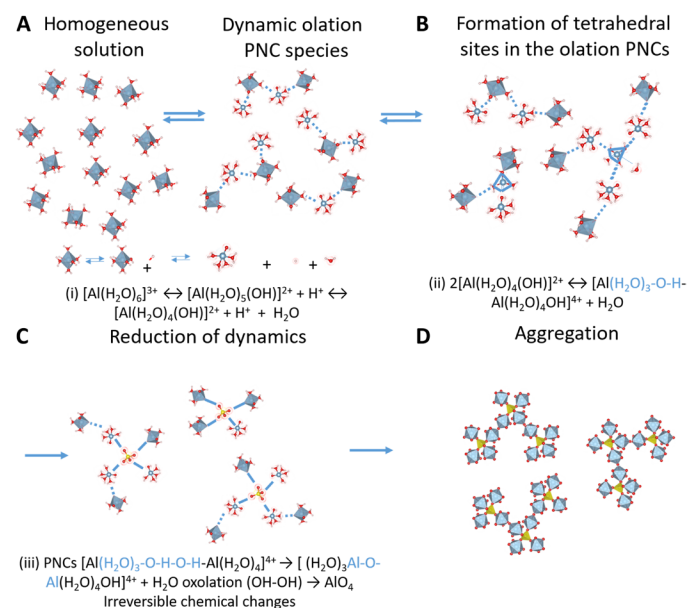 A Homogeneous solution
Dynamic olation PNC species
B Formation of tetrahedral sites in the olation PNCs
+ + +
(i) [Al(H₂O)₆]³⁺ ↔ [Al(H₂O)₅(OH)]²⁺ + H⁺ ↔
[Al(H₂O)₄(OH)]²⁺ + H⁺ + H₂O
(ii) 2[Al(H₂O)₄(OH)]²⁺ ↔ [Al(H₂O)₃-O-H-
Al(H₂O)₄OH]⁴⁺ + H₂O
C Reduction of dynamics
D Aggregation
(iii) PNCs [Al(H₂O)₃-O-H-O-H-Al(H₂O)₄]⁴⁺ → [ (H₂O)₃Al-O-
Al(H₂O)₄OH]⁴⁺ + H₂O oxolation (OH-OH) → AlO₄
Irreversible chemical changes